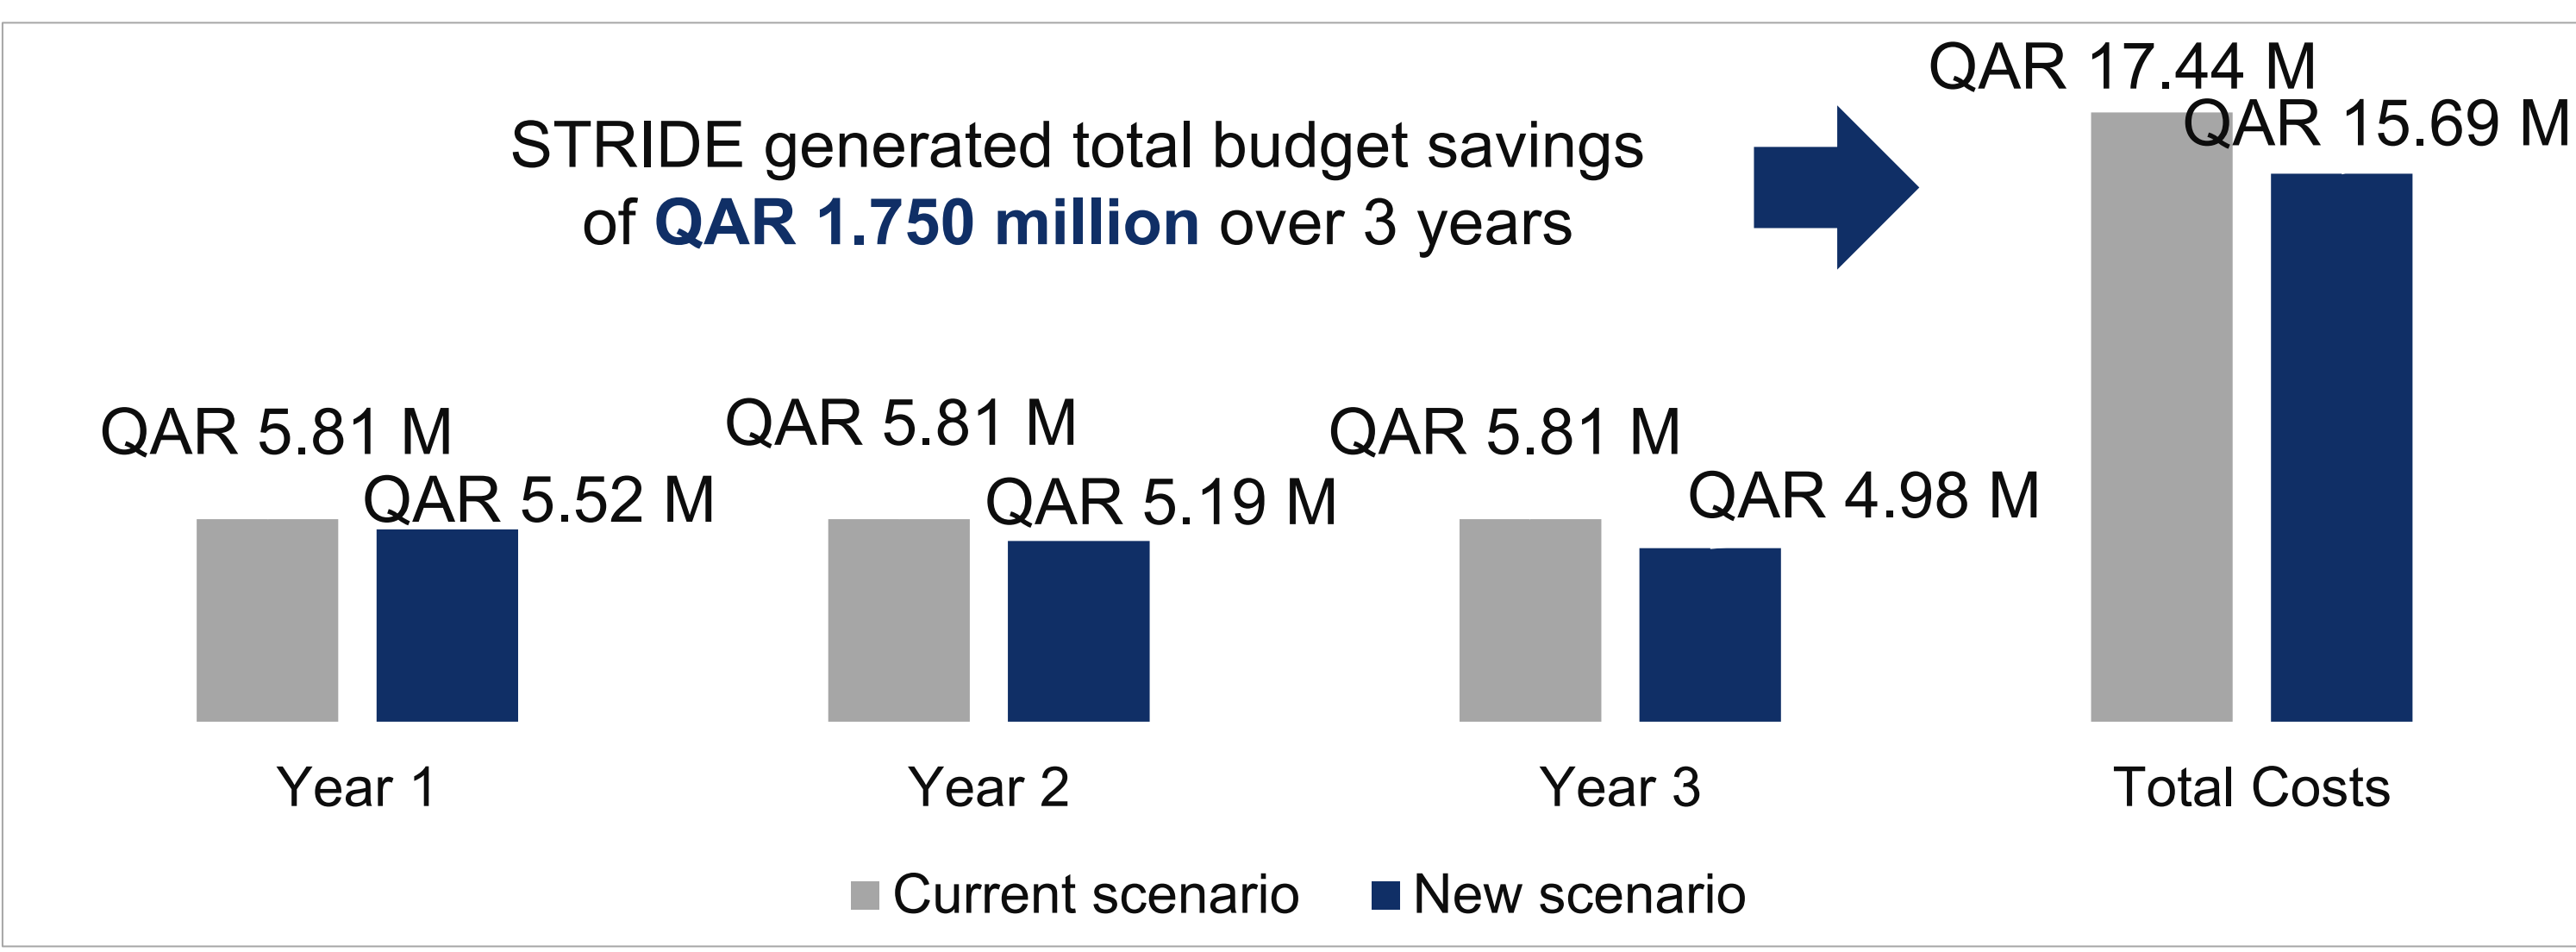 QAR 17.44 M
QAR 15.69 M
STRIDE generated total budget savings
of QAR 1.750 million over 3 years
QAR 5.81 M
QAR 5.52 M
QAR 5.81 M
QAR 5.19 M
QAR 5.81 M
QAR 4.98 M
Year 1
Year 2
Year 3
Total Costs
Current scenario
New scenario